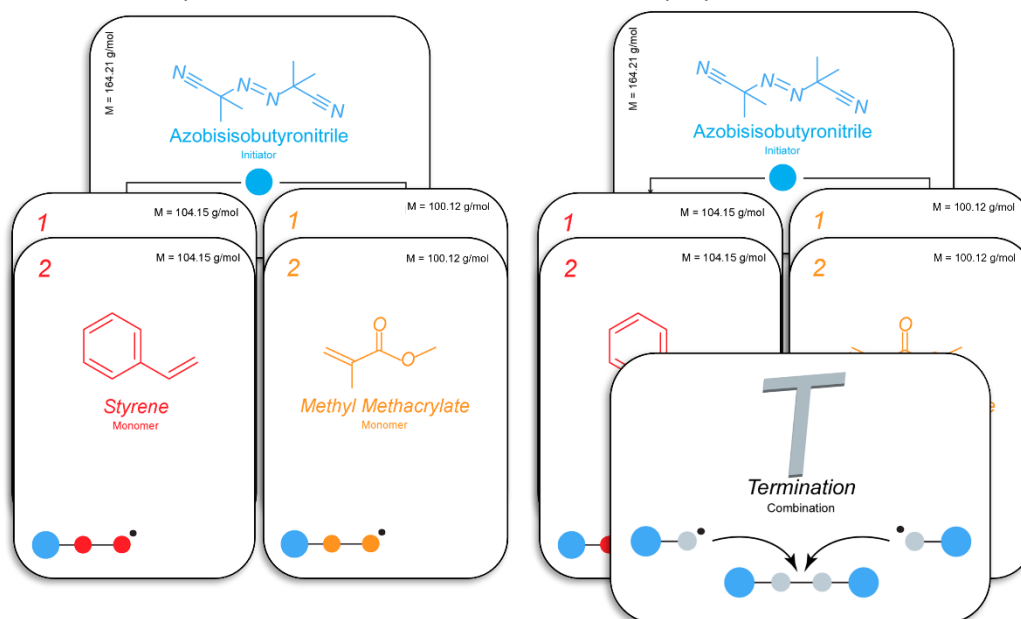 M = 164.21 g/mol
N
N
N
N
Azobisisobutyronitrile
Initiator
1
M = 104.15 g/mol
1
M = 100.12 g/mol
2
M = 104.15 g/mol
2
M = 100.12 g/mol
O
O
Styrene
Monomer
Methyl Methacrylate
Monomer
M = 164.21 g/mol
N
N
N
N
Azobisisobutyronitrile
Initiator
1
M = 104.15 g/mol
1
M = 100.12 g/mol
2
M = 104.15 g/mol
2
M = 100.12 g/mol
O
T
Termination
Combination